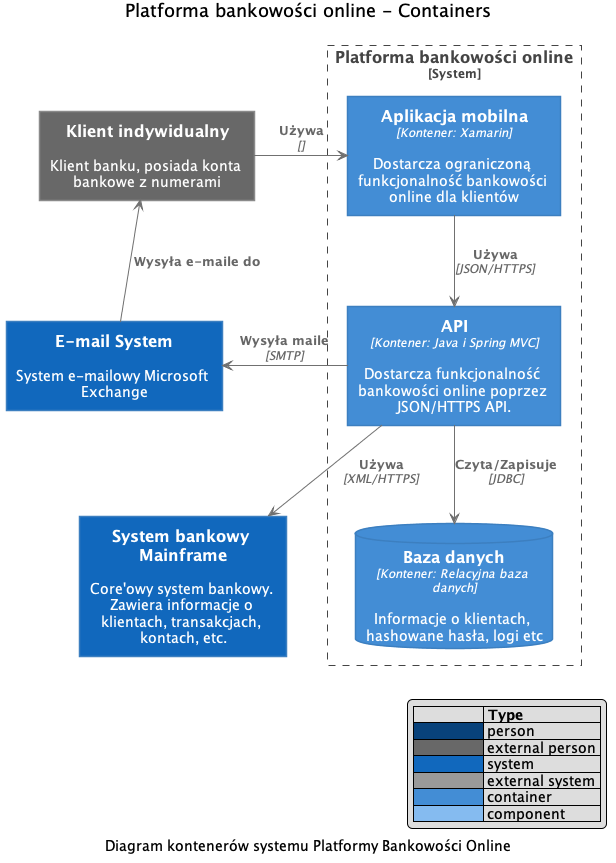 Platforma bankowości online - Containers
Platforma bankowości online
[System]
Klient indywidualny
Klient banku, posiada konta
bankowe z numerami
Używa
[]
Aplikacja mobilna
[Kontener: Xamarin]
Dostarcza ograniczoną
funkcjonalność bankowości
online dla klientów
Wysyła e-maile do
Używa
[JSON/HTTPS]
E-mail System
System e-mailowy Microsoft
Exchange
Wysyła maile
[SMTP]
API
[Kontener: Java i Spring MVC]
Dostarcza funkcjonalność
bankowości online poprzez
JSON/HTTPS API.
Używa
[XML/HTTPS]
Czyta/Zapisuje
[JDBC]
System bankowy
Mainframe
Core'owy system bankowy.
Zawiera informacje o
klientach, transakcjach,
kontach, etc.
Baza danych
[Kontener: Relacyjna baza
danych]
Informacje o klientach,
hashowane hasła, logi etc
Type
person
external person
system
external system
container
component
Diagram kontenerów systemu Platformy Bankowości Online